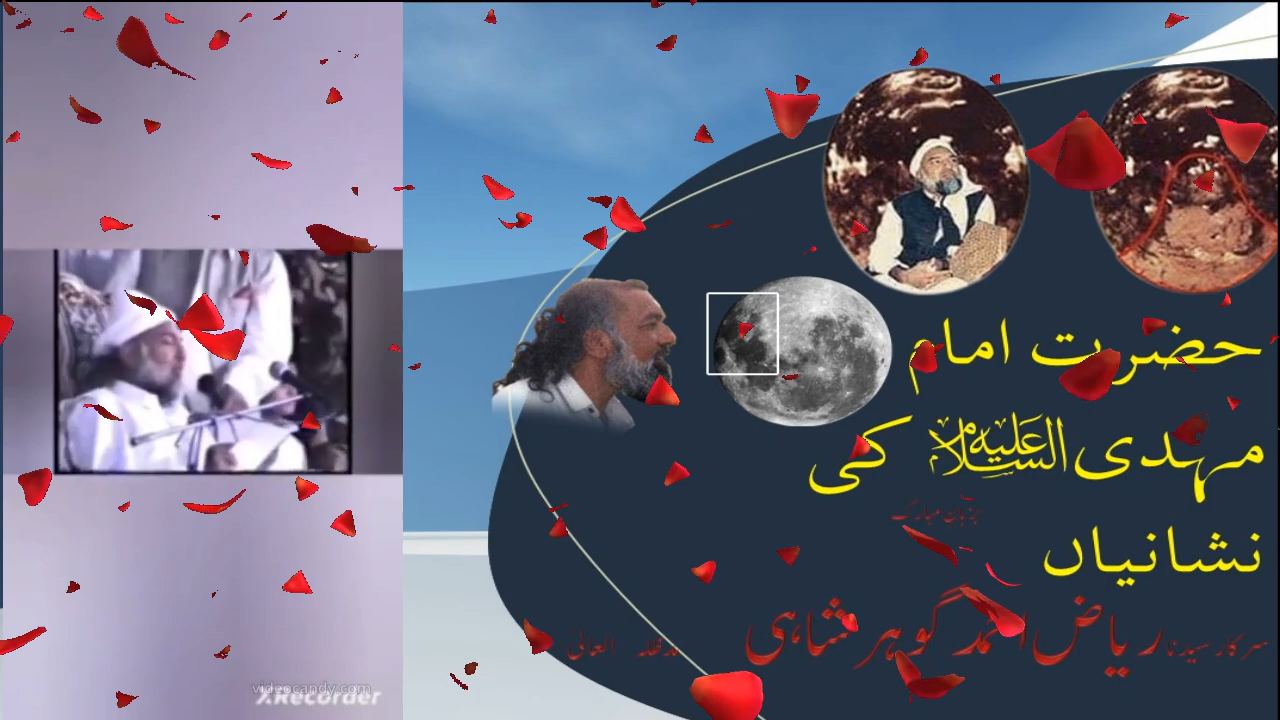 حضرت امام
مہدی علیہ السلام کی
بزبان مبارک
نشانیاں
سرکار سیدنا ریاض احمد گوہر شاہی مدظلہ العالی
videocandy.com
XRecorder